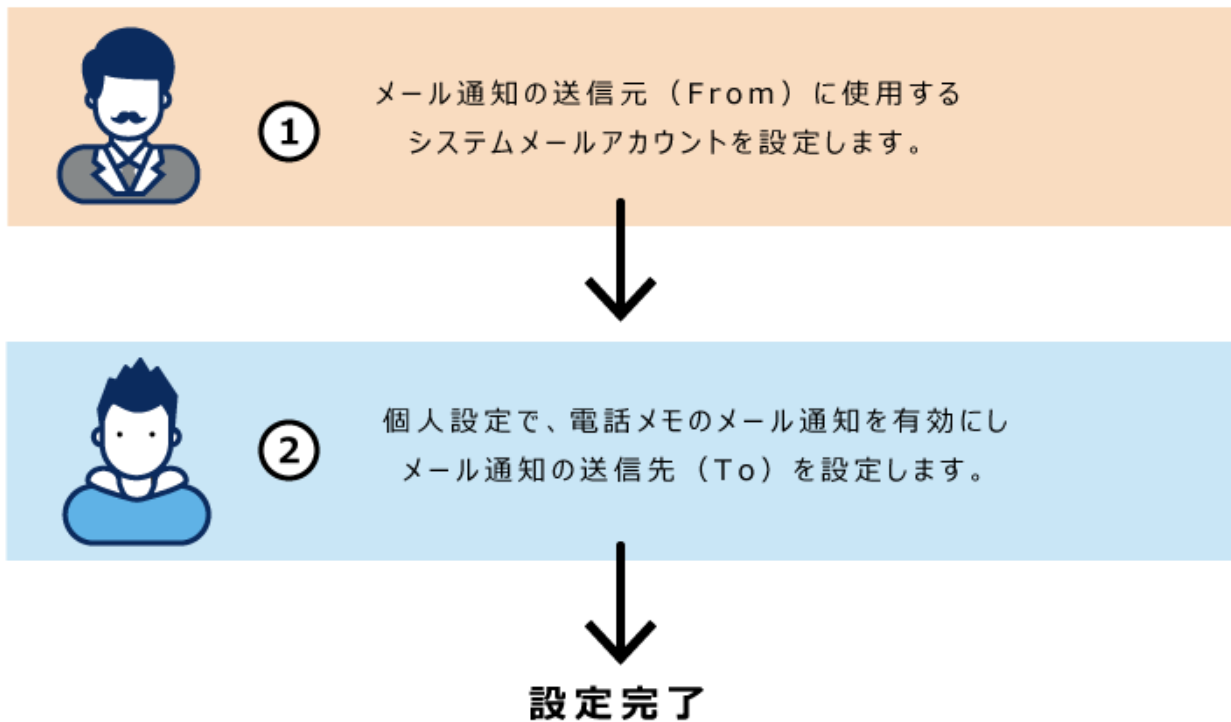 ①
メール通知の送信元（From）に使用する
システムメールアカウントを設定します。
②
個人設定で、電話メモのメール通知を有効にし
メール通知の送信先（To）を設定します。
設定完了